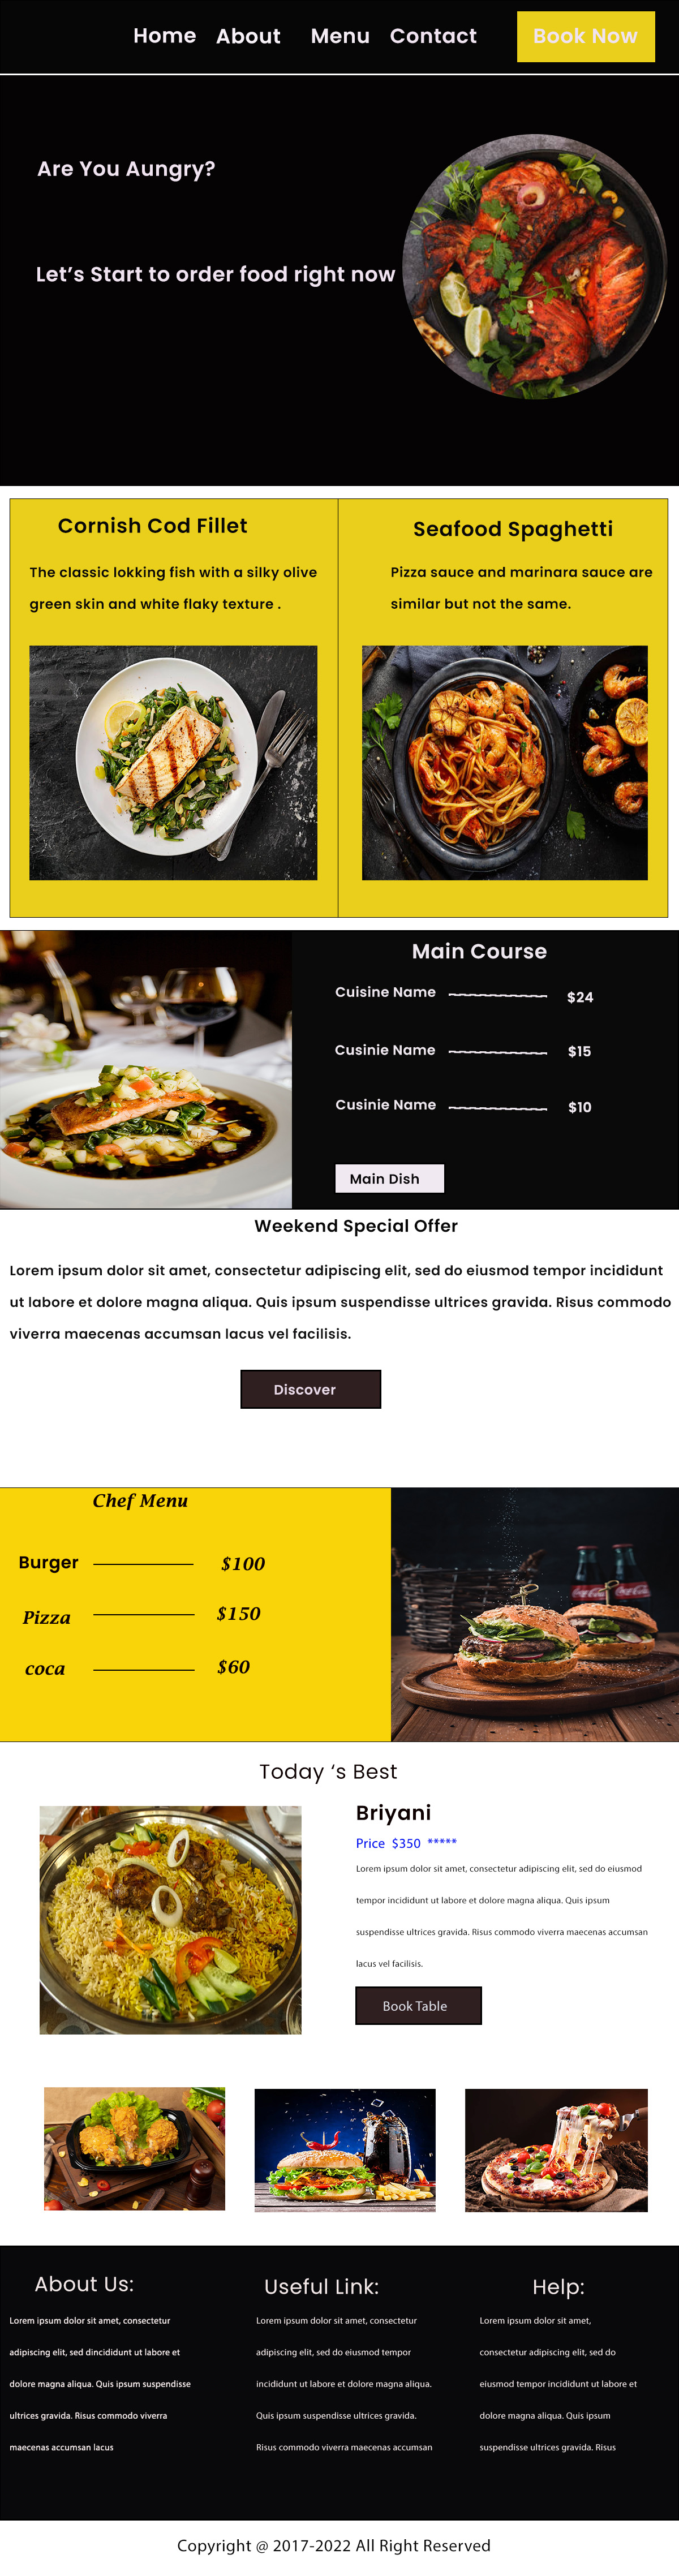 Home About Menu Contact Book Now
Are You Aungry?
Let's Start to order food right now
Cornish Cod Fillet
The classic lokking fish with a silky olive
green skin and white flaky texture .
Seafood Spaghetti
Pizza sauce and marinara sauce are
similar but not the same.
Main Course
Cuisine Name $24
Cusinie Name $15
Cusinie Name $10
Main Dish
Weekend Special Offer
Lorem ipsum dolor sit amet, consectetur adipiscing elit, sed do eiusmod tempor incididunt
ut labore et dolore magna aliqua. Quis ipsum suspendisse ultrices gravida. Risus commodo
viverra maecenas accumsan lacus vel facilisis.
Discover
Chef Menu
Burger $100
Pizza $150
coca $60
Coca-Cola
Today ‘s Best
Briyani
Price $350 *****
Lorem ipsum dolor sit amet, consectetur adipiscing elit, sed do eiusmod
tempor incididunt ut labore et dolore magna aliqua. Quis ipsum
suspendisse ultrices gravida. Risus commodo viverra maecenas accumsan
lacus vel facilisis.
Book Table
About Us:
Lorem ipsum dolor sit amet, consectetur
adipiscing elit, sed dincididunt ut labore et
dolore magna aliqua. Quis ipsum suspendisse
ultrices gravida. Risus commodo viverra
maecenas accumsan lacus
Useful Link:
Lorem ipsum dolor sit amet, consectetur
adipiscing elit, sed do eiusmod tempor
incididunt ut labore et dolore magna aliqua.
Quis ipsum suspendisse ultrices gravida.
Risus commodo viverra maecenas accumsan
Help:
Lorem ipsum dolor sit amet,
consectetur adipiscing elit, sed do
eiusmod tempor incididunt ut labore et
dolore magna aliqua. Quis ipsum
suspendisse ultrices gravida. Risus
Copyright @ 2017-2022 All Right Reserved